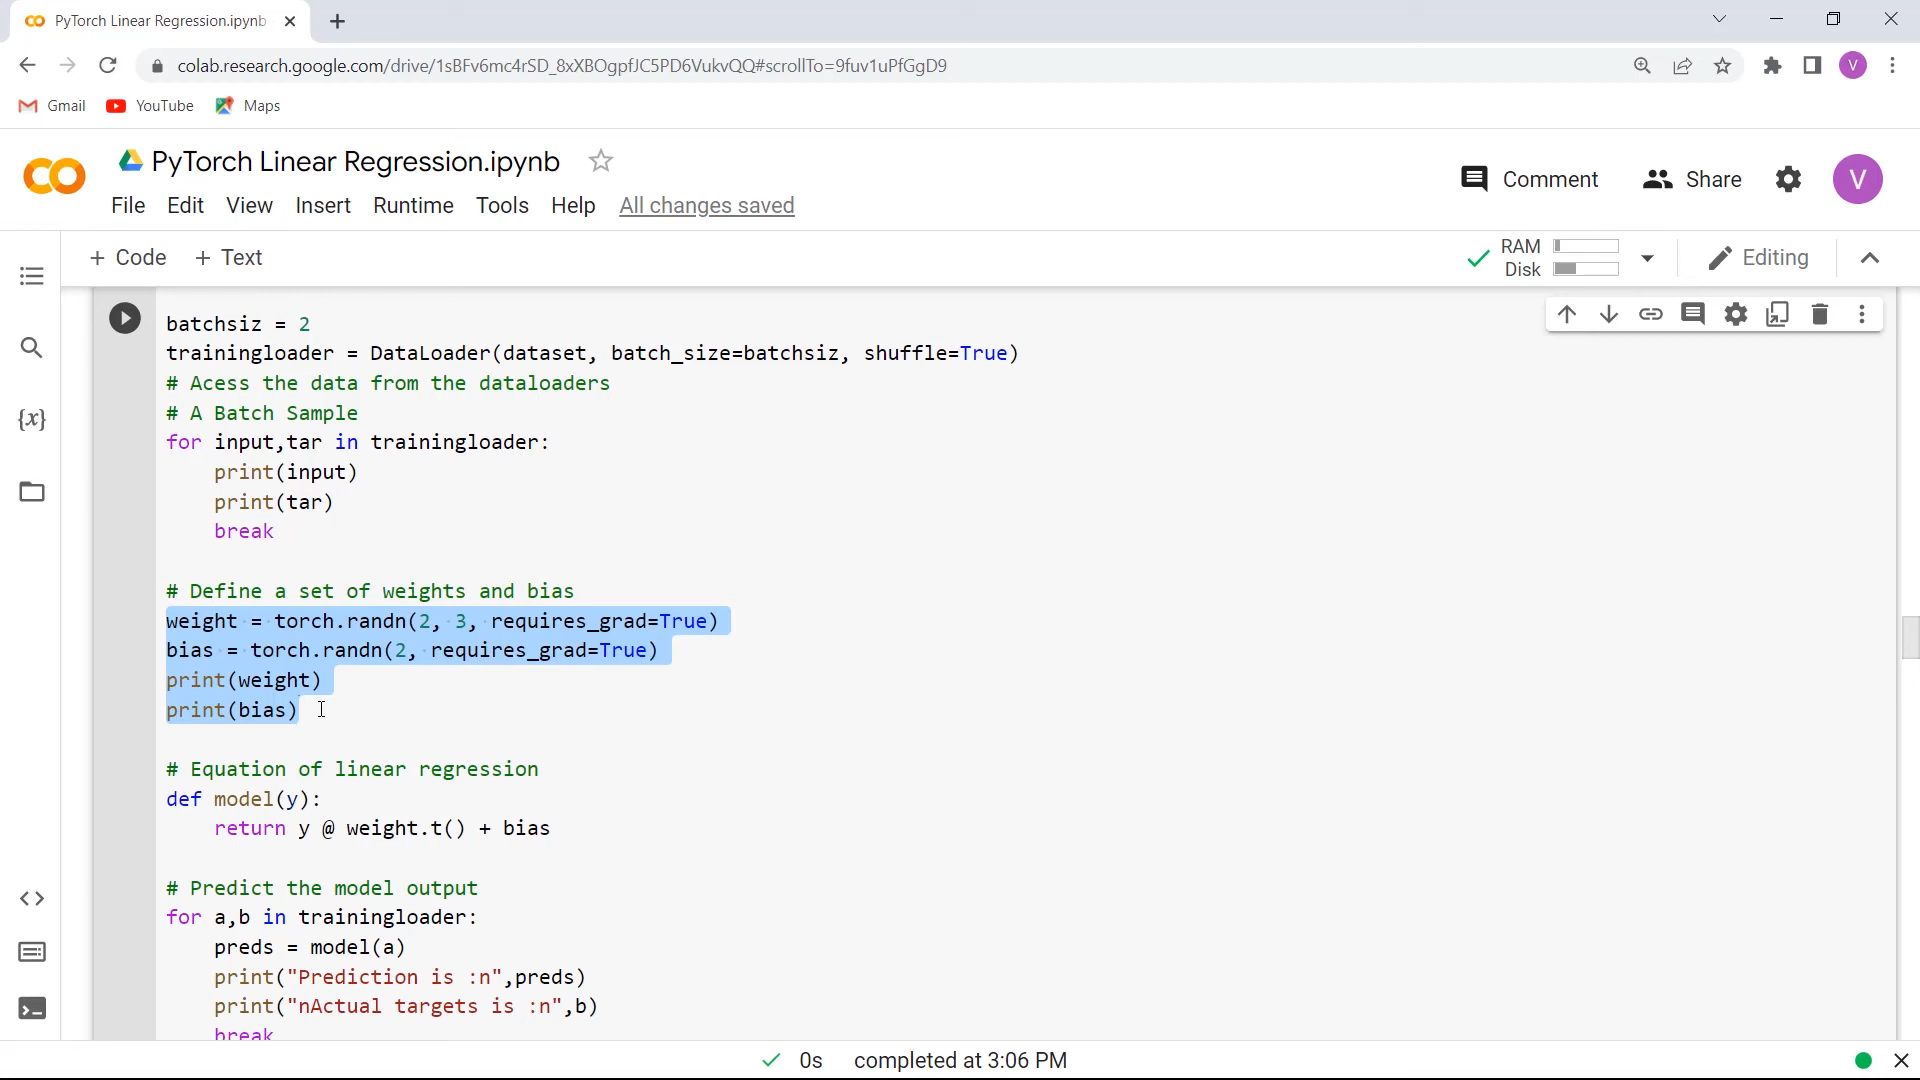 PyTorch Linear Regression.ipynb
colab.research.google.com/drive/1sBFv6mc4rSD_8xXBOgpfJC5PD6VukvQQ#scrollTo=9fuv1uPfGgD9
V
Gmail YouTube Maps
PyTorch Linear Regression.ipynb
Comment Share V
File Edit View Insert Runtime Tools Help All changes saved
+ Code + Text
RAM
Disk
Editing
batchsiz = 2
trainingloader = DataLoader(dataset, batch_size=batchsiz, shuffle=True)
# Acess the data from the dataloaders
# A Batch Sample
for input,tar in trainingloader:
    print(input)
    print(tar)
    break
# Define a set of weights and bias
weight = torch.randn(2, 3, requires_grad=True)
bias = torch.randn(2, requires_grad=True)
print(weight)
print(bias)
# Equation of linear regression
def model(y):
    return y @ weight.t() + bias
# Predict the model output
for a,b in trainingloader:
    preds = model(a)
    print("Prediction is :n",preds)
    print("nActual targets is :n",b)
    break
0s completed at 3:06 PM